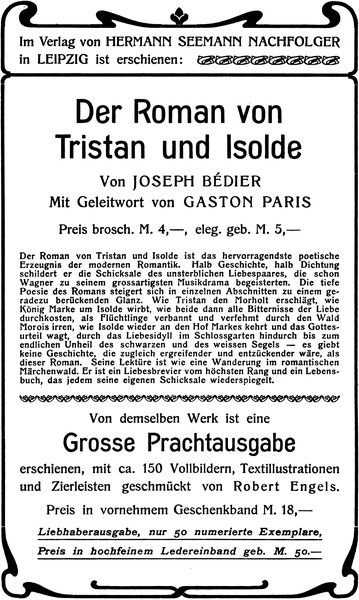 Im Verlag von HERMANN SEEMANN NACHFOLGER
in LEIPZIG ist erschienen:
Der Roman von
Tristan und Isolde
Von JOSEPH BÉDIER
Mit Geleitwort von GASTON PARIS
Preis brosch. M. 4,—, eleg. geb. M. 5,—
Der Roman von Tristan und Isolde ist das hervorragendste poetische
Erzeugnis der modernen Romantik. Halb Geschichte, halb Dichtung
schildert er die Schicksale des unsterblichen Liebespaares, die schon
Wagner zu seinem grossartigsten Musikdrama begeisterten. Die tiefe
Poesie des Romans steigert sich in einzelnen Abschnitten zu einem ge-
radezu berückenden Glanz. Wie Tristan den Morholt erschlägt, wie
König Marke um Isolde wirbt, wie beide dann alle Bitternisse der Liebe
durchkosten, als Flüchtlinge verbannt und verfehmt durch den Wald
Morois irren, wie Isolde wieder an den Hof Markes kehrt und das Gottes-
urteil wagt, durch das Liebesidyll im Schlossgarten hindurch bis zum
endlichen Unheil des schwarzen und des weissen Segels — es giebt
keine Geschichte, die zugleich ergreifender und entzückender wäre, als
dieser Roman. Seine Lektüre ist wie eine Wanderung im romantischen
Märchenwald. Er ist ein Liebesbrevier vom höchsten Rang und ein Lebens-
buch, das jedem seine eigenen Schicksale wiederspiegelt.
Von demselben Werk ist eine
Grosse Prachtausgabe
erschienen, mit ca. 150 Vollbildern, Textillustrationen
und Zierleisten geschmückt von Robert Engels.
Preis in vornehmem Geschenkband M. 18,—
Liebhaberausgabe, nur 50 numerierte Exemplare,
Preis in hochfeinem Ledereinband geb. M. 50.—